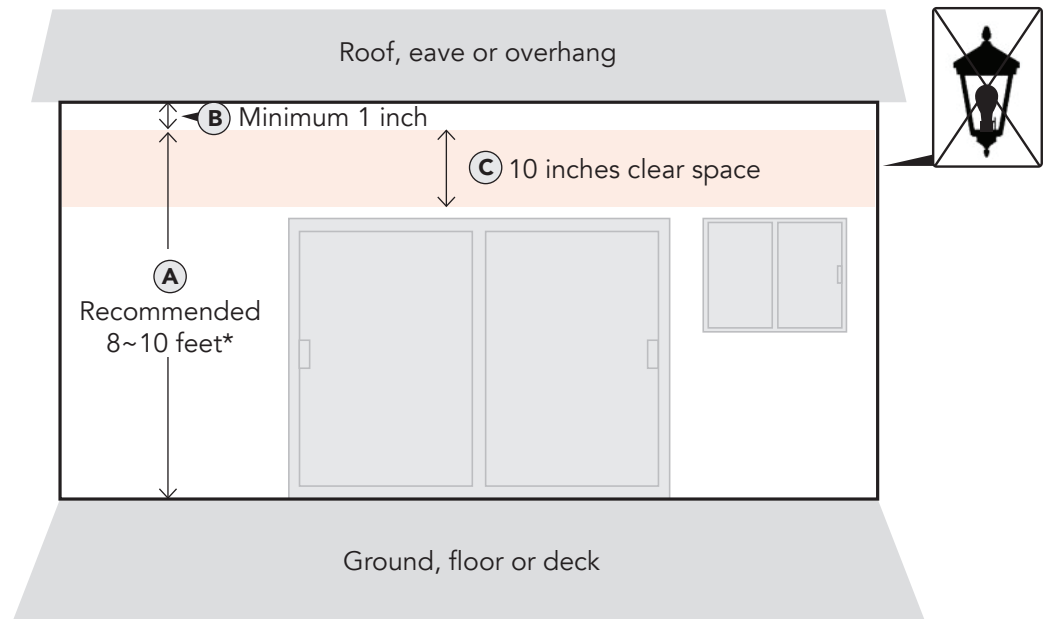 Roof, eave or overhang
B Minimum 1 inch
C 10 inches clear space
A
Recommended
8~10 feet*
Ground, floor or deck